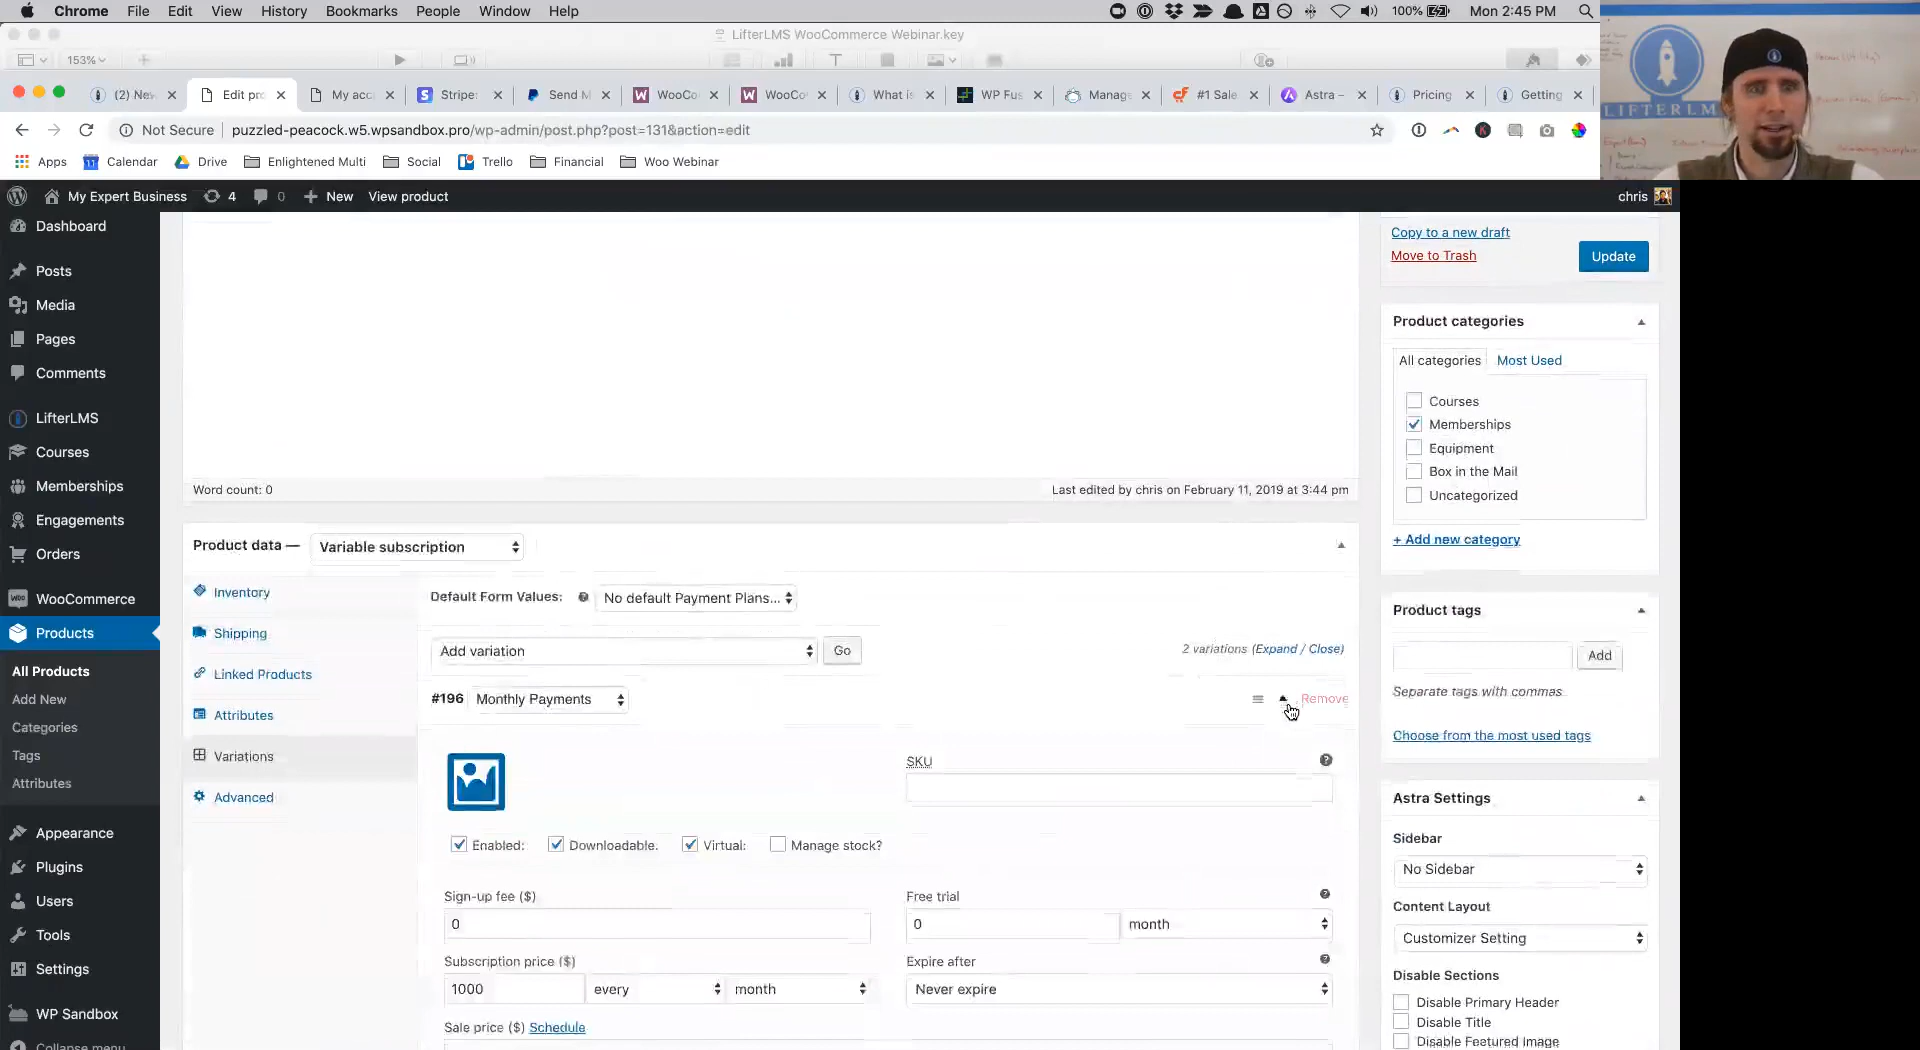 Chrome File Edit View History Bookmarks People Window Help 100% Mon 2:45 PM
LifterLMS WooCommerce Webinar.key
153%
(2) Nev Edit pro My acc Stripe: Send M WooCo WooCo What is WP Fus Manage #1 Sale Astra – Pricing Getting
Not Secure puzzled-peacock.w5.wpsandbox.pro/wp-admin/post.php?post=131&action=edit
Apps Calendar Drive Enlightened Multi Social Trello Financial Woo Webinar
LIFTERLM
My Expert Business 4 0 New View product chris
Dashboard
Posts
Media
Pages
Comments
LifterLMS
Courses
Memberships
Engagements
Orders
WooCommerce
Products
All Products
Add New
Categories
Tags
Attributes
Appearance
Plugins
Users
Tools
Settings
WP Sandbox
Collapse menu
Word count: 0 Last edited by chris on February 11, 2019 at 3:44 pm
Product data — Variable subscription
Inventory
Shipping
Linked Products
Attributes
Variations
Advanced
Default Form Values: No default Payment Plans...
Add variation Go 2 variations (Expand / Close)
#196 Monthly Payments Remove
SKU
Enabled: Downloadable: Virtual: Manage stock?
Sign-up fee ($) Free trial
0 0 month
Subscription price ($) Expire after
1000 every month Never expire
Sale price ($) Schedule
Copy to a new draft
Move to Trash Update
Product categories
All categories Most Used
Courses
Memberships
Equipment
Box in the Mail
Uncategorized
+ Add new category
Product tags
Add
Separate tags with commas
Choose from the most used tags
Astra Settings
Sidebar
No Sidebar
Content Layout
Customizer Setting
Disable Sections
Disable Primary Header
Disable Title
Disable Featured Image